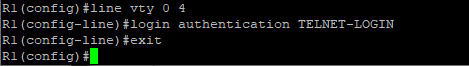 R1(config)#line vty 0 4
R1(config-line)#login authentication TELNET-LOGIN
R1(config-line)#exit
R1(config)#